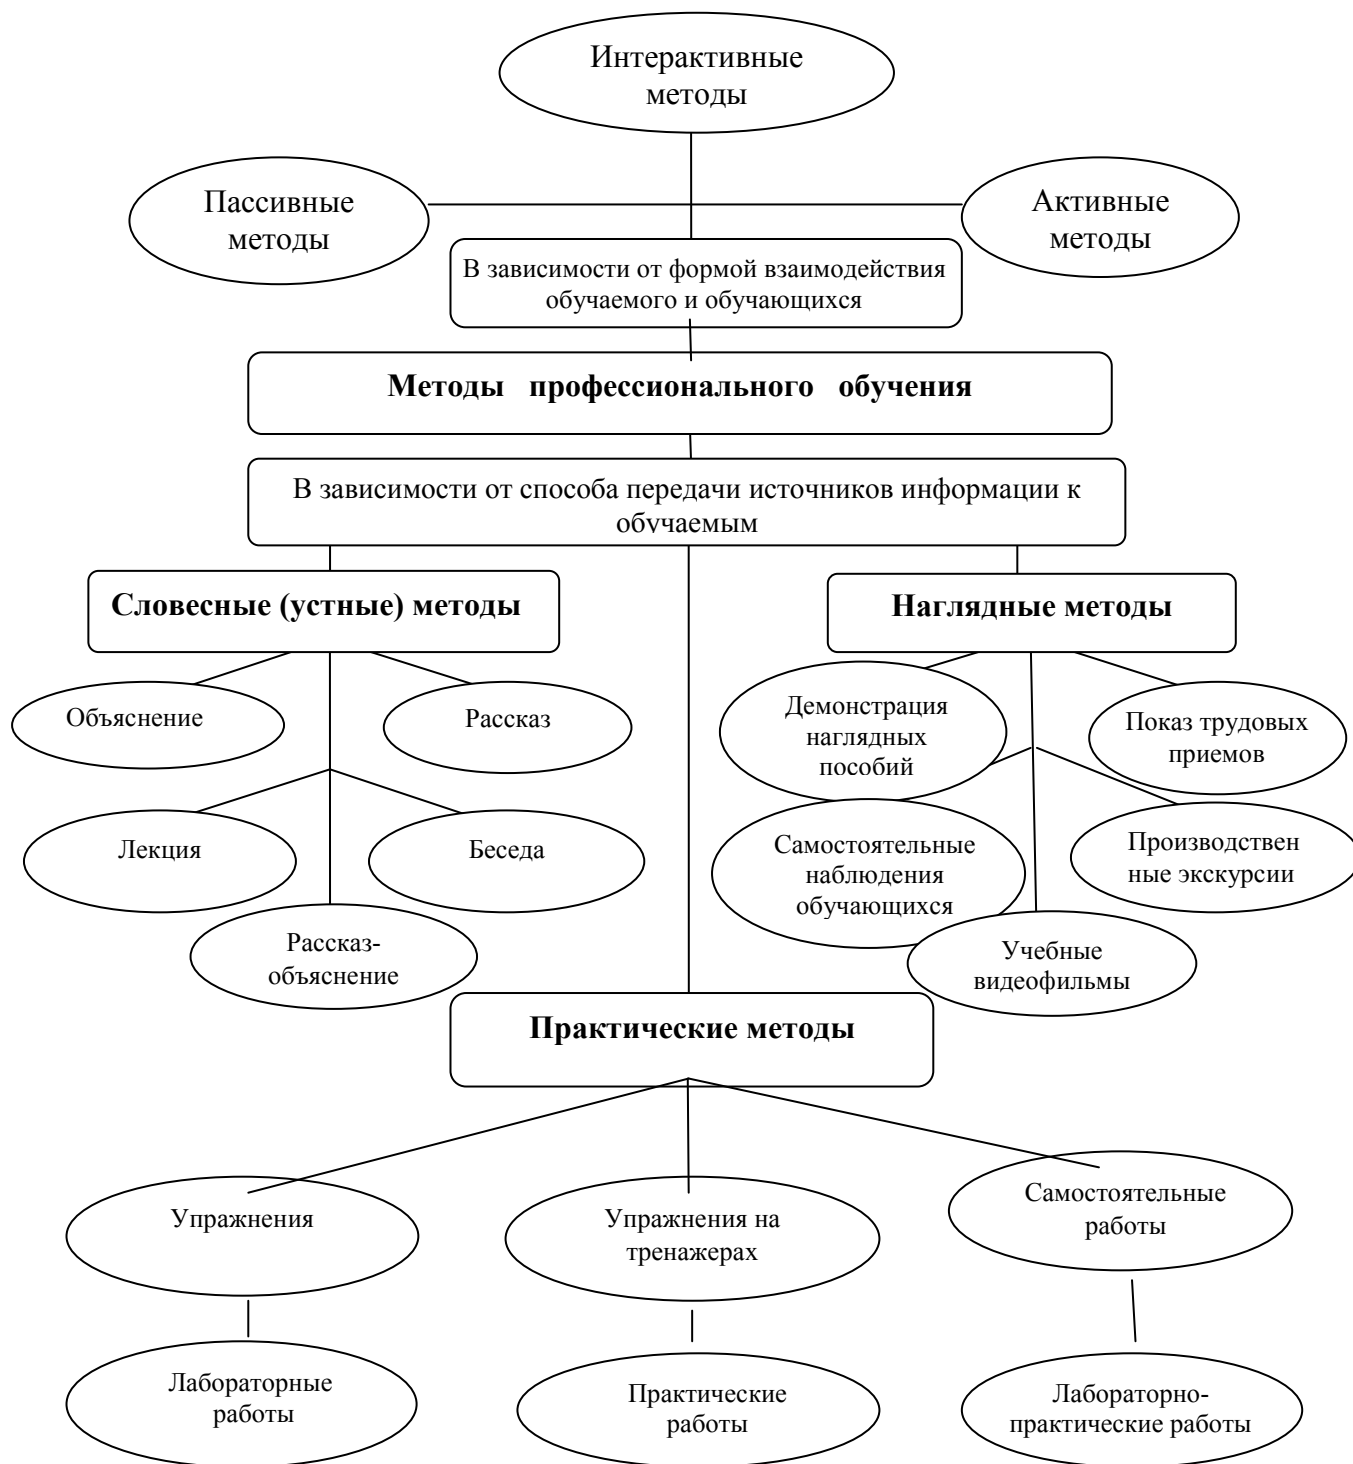 Интерактивные
методы
Пассивные
методы
Активные
методы
В зависимости от формой взаимодействия
обучаемого и обучающихся
Методы профессионального обучения
В зависимости от способа передачи источников информации к
обучаемым
Словесные (устные) методы
Наглядные методы
Объяснение
Рассказ
Демонстрация
наглядных
пособий
Показ трудовых
приемов
Лекция
Беседа
Самостоятельные
наблюдения
обучающихся
Производствен
ные экскурсии
Рассказ-
объяснение
Учебные
видеофильмы
Практические методы
Упражнения
Упражнения на
тренажерах
Самостоятельные
работы
Лабораторные
работы
Практические
работы
Лабораторно-
практические работы